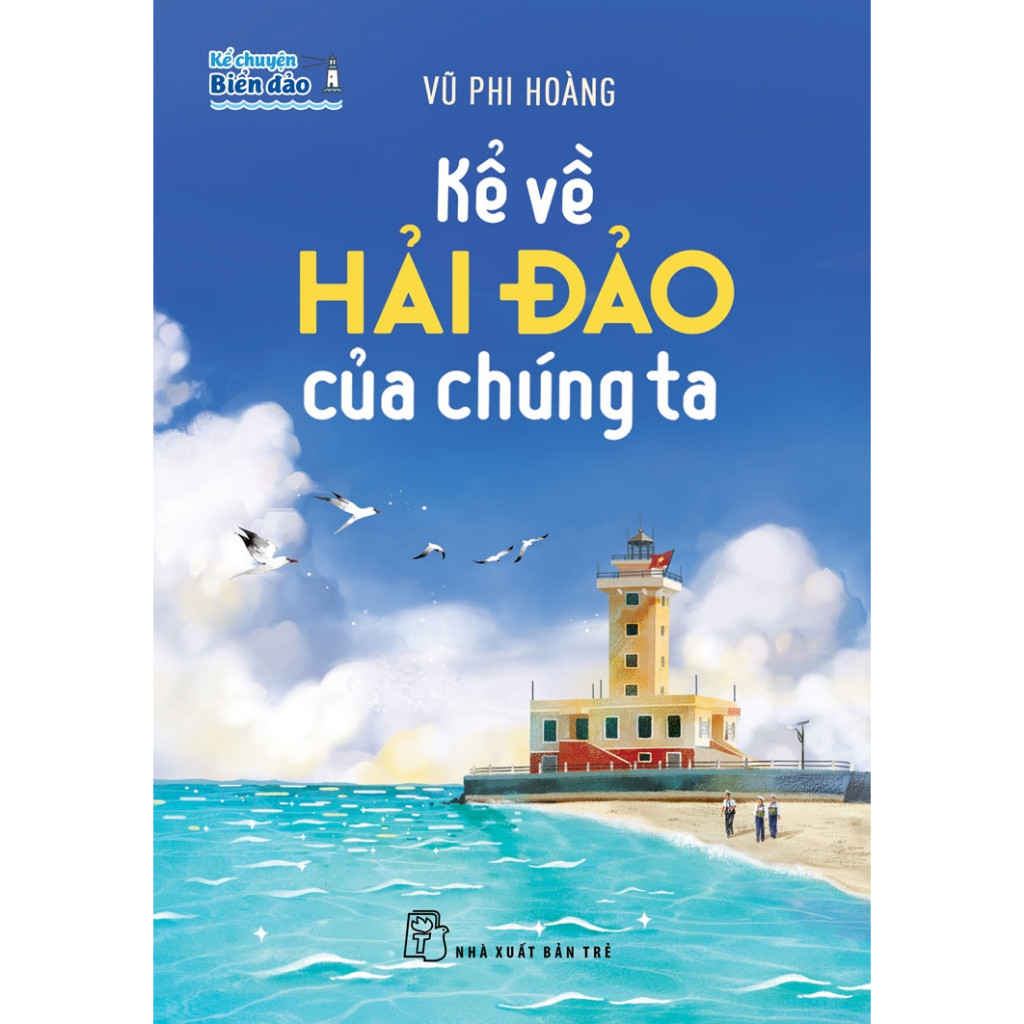 Kể chuyện
Biển đảo
VŨ PHI HOÀNG
Kể về
HẢI ĐẢO
của chúng ta
T
NHÀ XUẤT BẢN TRẺ